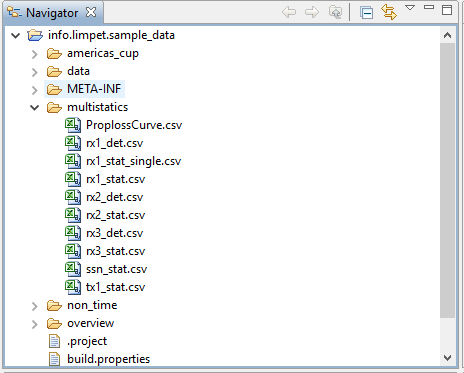 Navigator
info.limpet.sample_data
americas_cup
data
META-INF
multistatics
ProplossCurve.csv
rx1_det.csv
rx1_stat_single.csv
rx1_stat.csv
rx2_det.csv
rx2_stat.csv
rx3_det.csv
rx3_stat.csv
ssn_stat.csv
tx1_stat.csv
non_time
overview
.project
build.properties